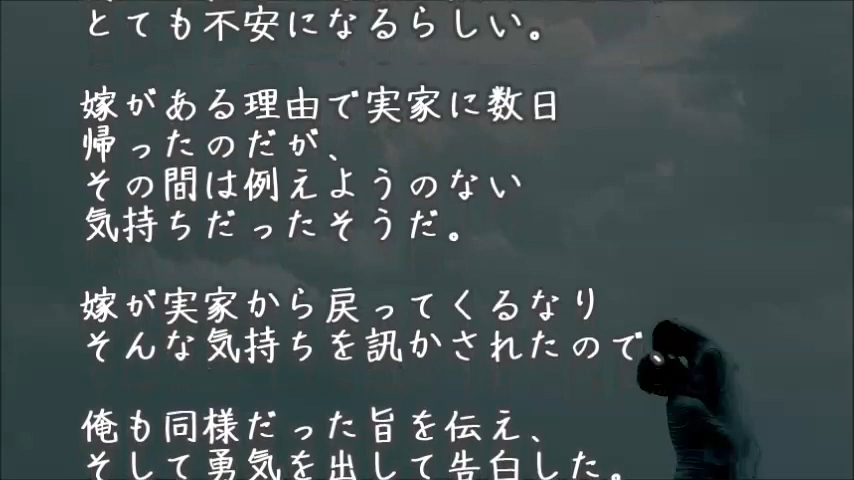 とても不安になるらしい。
嫁がある理由で実家に数日
帰ったのだが、
その間は例えようのない
気持ちだったそうだ。
嫁が実家から戻ってくるなり
そんな気持ちを訊かされたので、
俺も同様だった旨を伝え、
そして勇気を出して告白した。